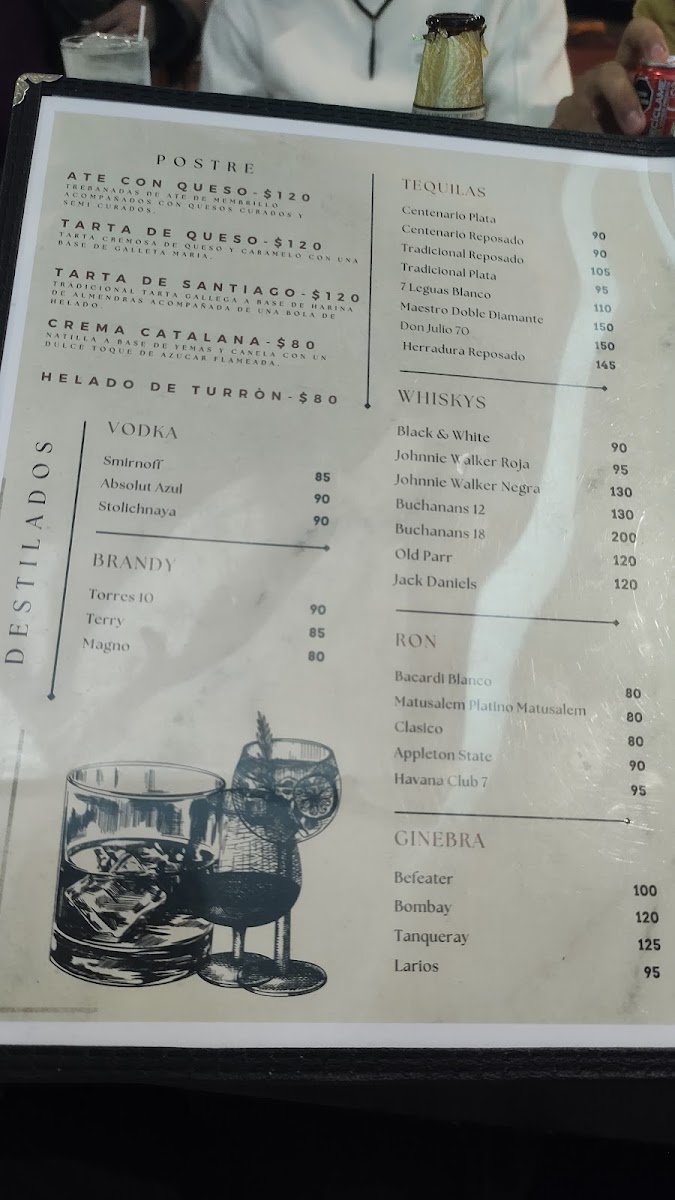 POSTRE
ATE CON QUESO-$120
TREBANADAS DE ATE DE MEMBRILLO
ACOMPAÑADOS CON QUESOS CURADOS Y
SEMI CURADOS.
TARTA DE QUESO-$120
TARTA CREMOSA DE QUESO Y CARAMELO CON UNA
BASE DE GALLETA MARIA.
TARTA DE SANTIAGO-$120
TRADICIONAL TARTA GALLEGA A BASE DE HARINA
DE ALMENDRAS ACOMPAÑADA DE UNA BOLA DE
HELADO.
CREMA CATALANA-$80
NATILLA A BASE DE YEMAS Y CANELA CON UN
DULCE TOQUE DE AZUCAR FLAMEADA.
HELADO DE TURRÒN-$80
DESTILADOS
VODKA
Smirnoff 85
Absolut Azul 90
Stolichnaya 90
BRANDY
Torres 10 90
Terry 85
Magno 80
TEQUILAS
Centenario Plata 90
Centenario Reposado 90
Tradicional Reposado 105
Tradicional Plata 95
7 Leguas Blanco 110
Maestro Doble Diamante 150
Don Julio 70 150
Herradura Reposado 145
WHISKYS
Black & White 90
Johnnie Walker Roja 95
Johnnie Walker Negra 130
Buchanans 12 130
Buchanans 18 200
Old Parr 120
Jack Daniels 120
RON
Bacardi Blanco 80
Matusalem Platino Matusalem 80
Clasico 80
Appleton State 90
Havana Club 7 95
GINEBRA
Befeater 100
Bombay 120
Tanqueray 125
Larios 95